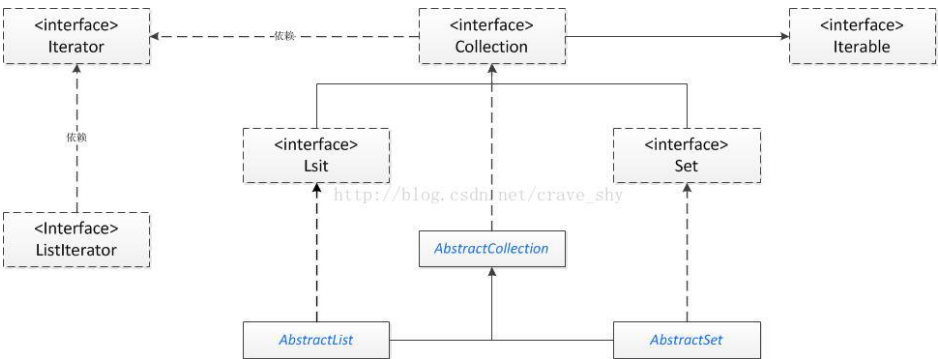 <interface>
Iterator
依赖
<interface>
Collection
<interface>
Iterable
依赖
<interface>
Lsit
<interface>
Set
http://blog.csdn.net/crave_shy
<Interface>
ListIterator
AbstractCollection
AbstractList
AbstractSet